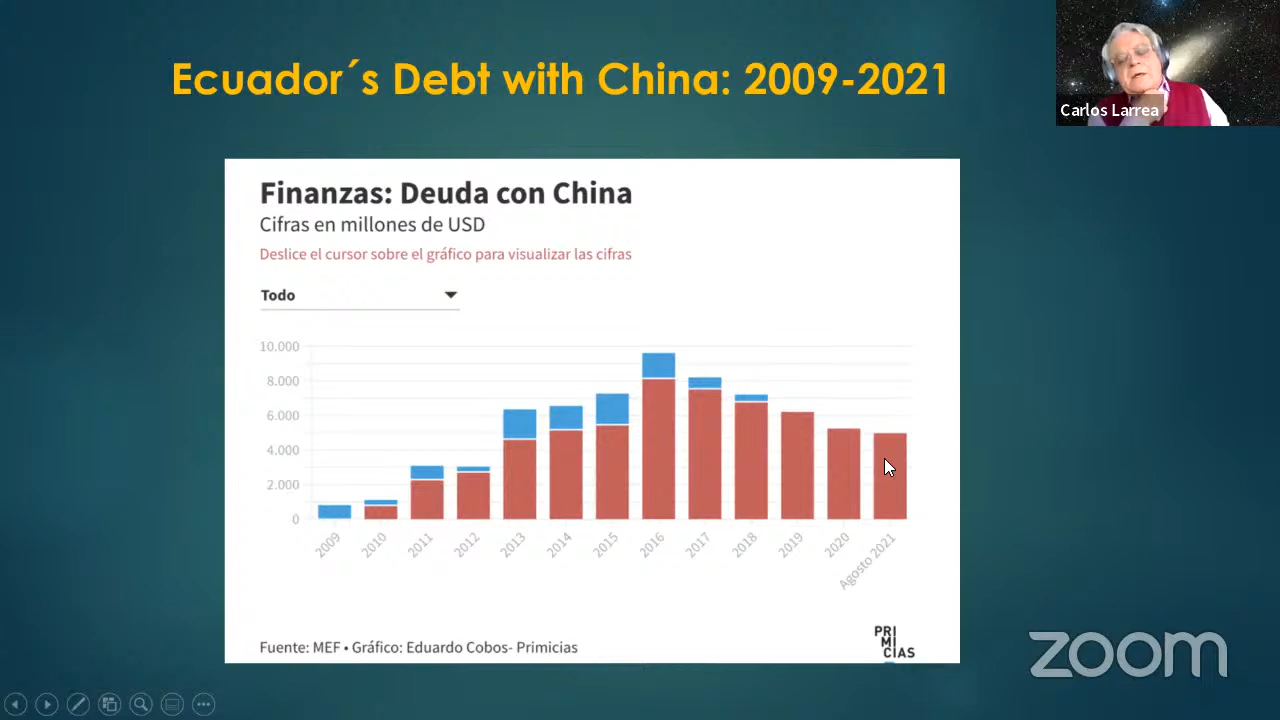 Ecuador´s Debt with China: 2009-2021
Carlos Larrea
Finanzas: Deuda con China
Cifras en millones de USD
Deslice el cursor sobre el gráfico para visualizar las cifras
Todo
10.000
8.000
6.000
4.000
2.000
0
2009
2010
2011
2012
2013
2014
2015
2016
2017
2018
2019
2020
Agosto 2021
Fuente: MEF • Gráfico: Eduardo Cobos- Primicias
PRI
MI
CIAS
zoom